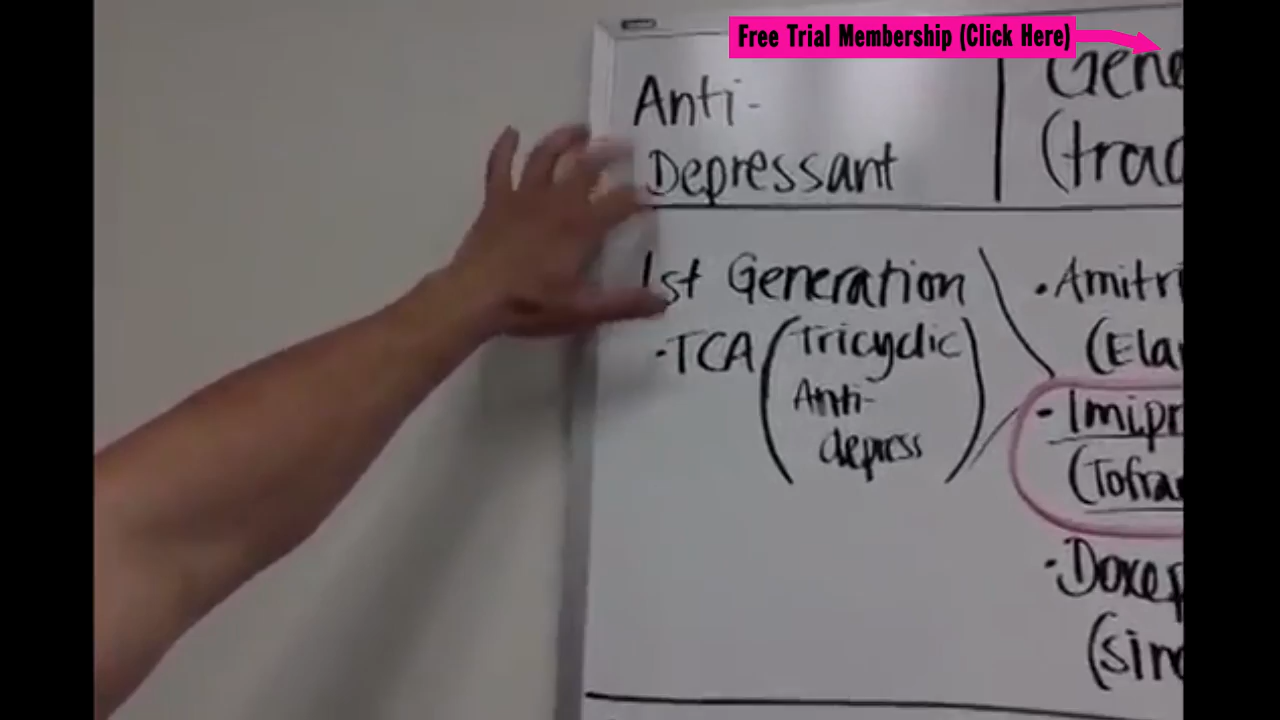 Free Trial Membership (Click Here)
Anti-
Depressant
Gene
(trad
1st Generation
·TCA (Tricyclic
Anti-
depress)
·Amitri
(Ela
·Imipr
(Tofra
·Doxep
(sin